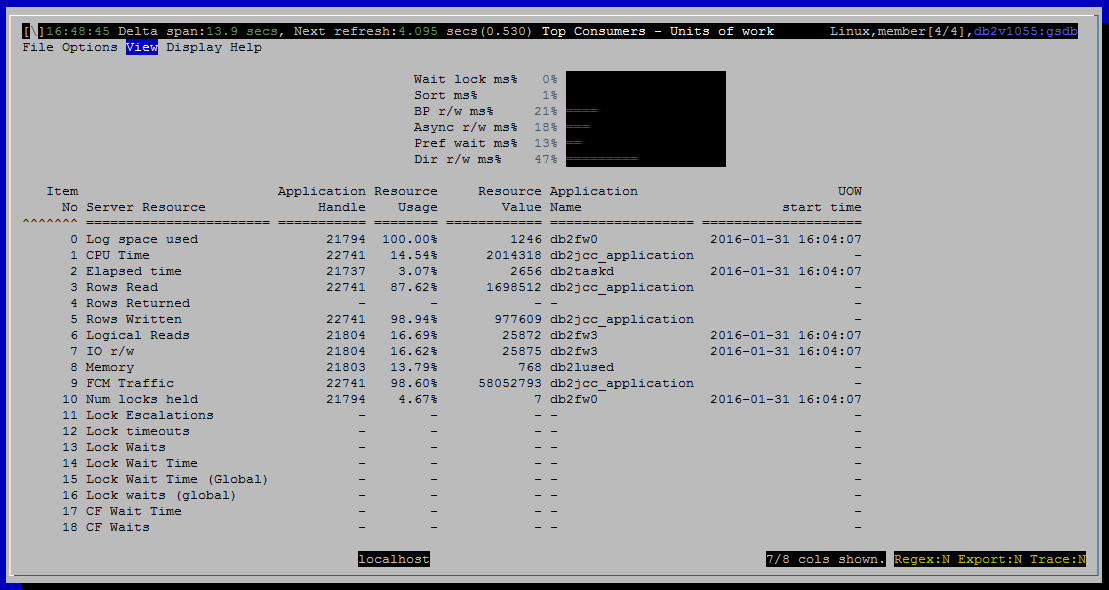 [\]16:48:45 Delta span:13.9 secs, Next refresh:4.095 secs(0.530) Top Consumers - Units of work Linux,member[4/4],db2v1055:gsdb
File Options View Display Help
Wait lock ms% 0%
Sort ms% 1%
BP r/w ms% 21% ====
Async r/w ms% 18% ===
Pref wait ms% 13% ==
Dir r/w ms% 47% =========
Item Application Resource Resource Application UOW
No Server Resource Handle Usage Value Name start time
^^^^^^^ ======================= =========== ======== ============ ================== ====================
0 Log space used 21794 100.00% 1246 db2fw0 2016-01-31 16:04:07
1 CPU Time 22741 14.54% 2014318 db2jcc_application -
2 Elapsed time 21737 3.07% 2656 db2taskd 2016-01-31 16:04:07
3 Rows Read 22741 87.62% 1698512 db2jcc_application -
4 Rows Returned - - - - -
5 Rows Written 22741 98.94% 977609 db2jcc_application -
6 Logical Reads 21804 16.69% 25872 db2fw3 2016-01-31 16:04:07
7 IO r/w 21804 16.62% 25875 db2fw3 2016-01-31 16:04:07
8 Memory 21803 13.79% 768 db2lused -
9 FCM Traffic 22741 98.60% 58052793 db2jcc_application -
10 Num locks held 21794 4.67% 7 db2fw0 2016-01-31 16:04:07
11 Lock Escalations - - - - -
12 Lock timeouts - - - - -
13 Lock Waits - - - - -
14 Lock Wait Time - - - - -
15 Lock Wait Time (Global) - - - - -
16 Lock waits (global) - - - - -
17 CF Wait Time - - - - -
18 CF Waits - - - - -
localhost 7/8 cols shown. Regex:N Export:N Trace:N